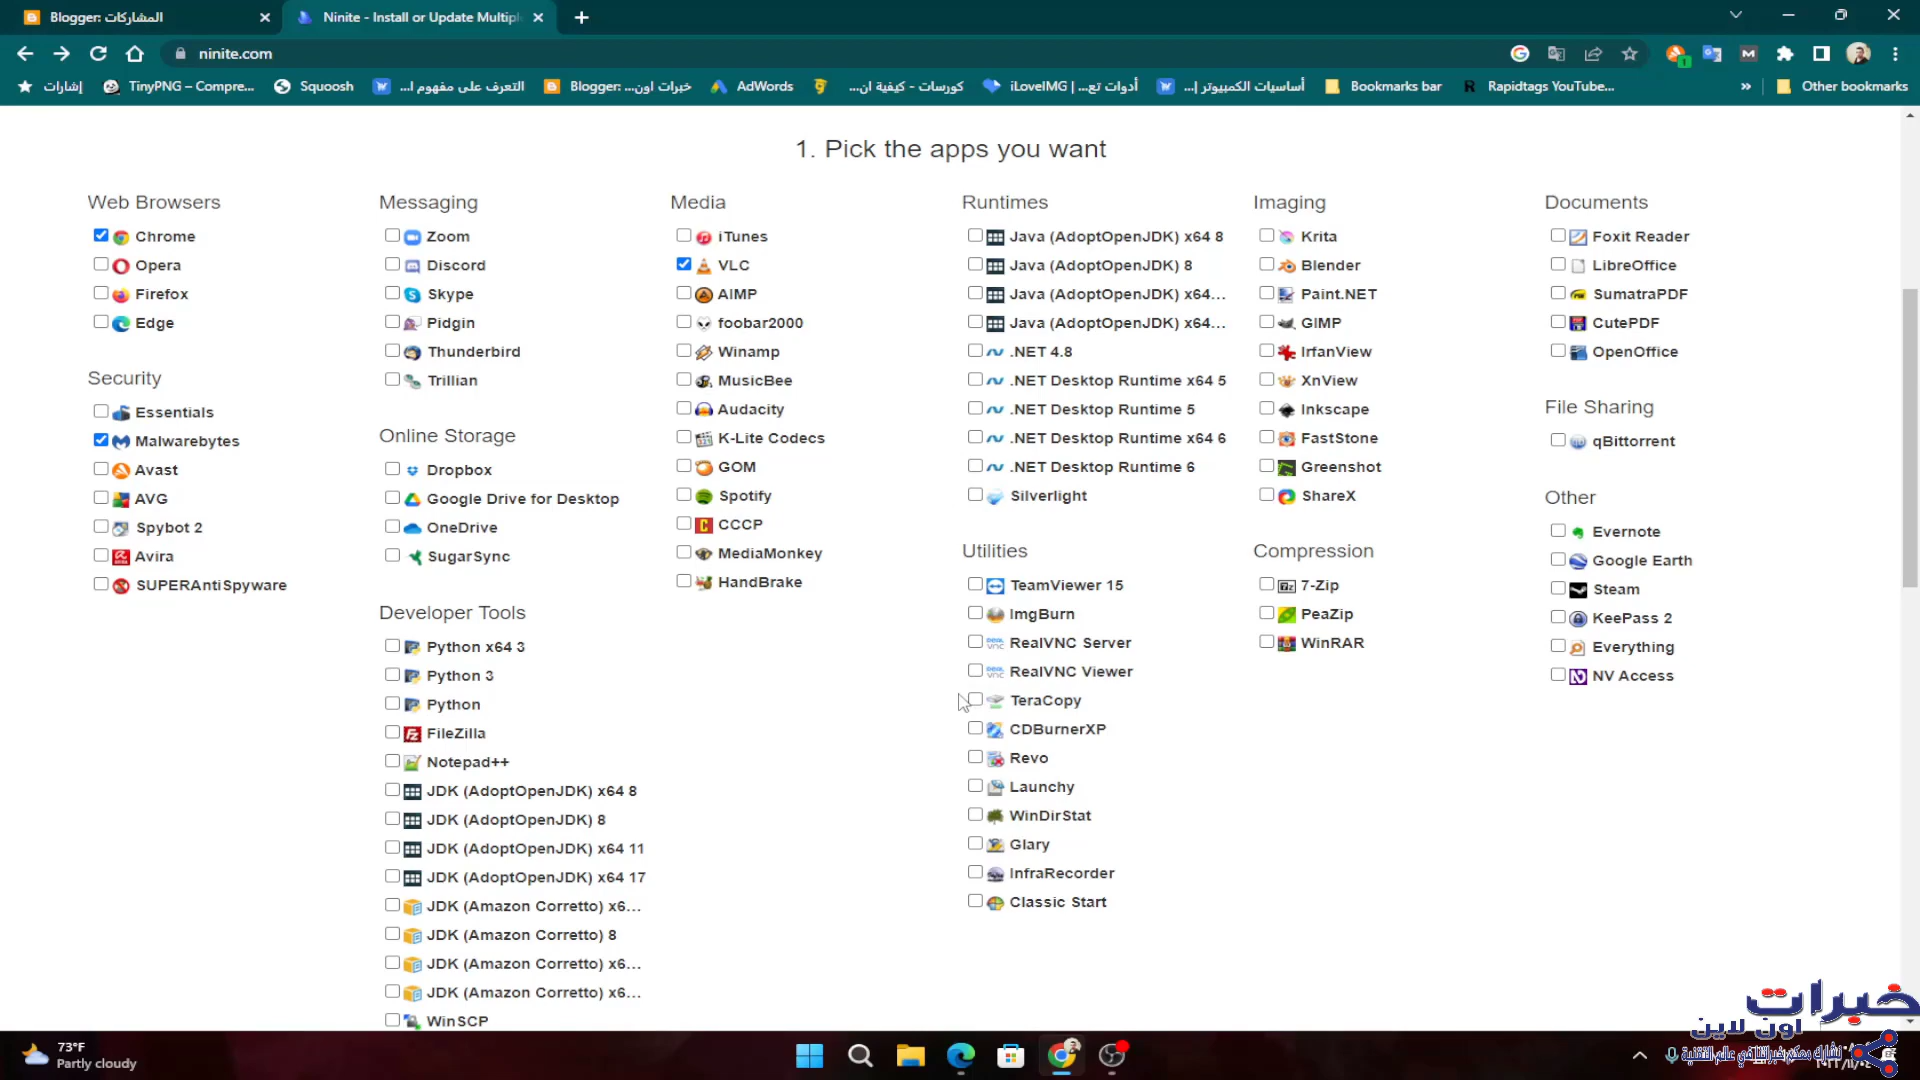 Blogger: المشاركات
Ninite - Install or Update Multipl
ninite.com
إشارات
TinyPNG – Compre...
Squoosh
التعرف على مفهوم ا...
Blogger: خبرات اون...
AdWords
كورسات - كيفية ان...
iLoveIMG | أدوات تع...
أساسيات الكمبيوتر إ...
Bookmarks bar
Rapidtags YouTube...
Other bookmarks
1. Pick the apps you want
Web Browsers
Chrome
Opera
Firefox
Edge
Security
Essentials
Malwarebytes
Avast
AVG
Spybot 2
Avira
SUPERAntiSpyware
Messaging
Zoom
Discord
Skype
Pidgin
Thunderbird
Trillian
Online Storage
Dropbox
Google Drive for Desktop
OneDrive
SugarSync
Developer Tools
Python x64 3
Python 3
Python
FileZilla
Notepad++
JDK (AdoptOpenJDK) x64 8
JDK (AdoptOpenJDK) 8
JDK (AdoptOpenJDK) x64 11
JDK (AdoptOpenJDK) x64 17
JDK (Amazon Corretto) x6...
JDK (Amazon Corretto) 8
JDK (Amazon Corretto) x6...
JDK (Amazon Corretto) x6...
WinSCP
Media
iTunes
VLC
AIMP
foobar2000
Winamp
MusicBee
Audacity
K-Lite Codecs
GOM
Spotify
CCCP
MediaMonkey
HandBrake
Runtimes
Java (AdoptOpenJDK) x64 8
Java (AdoptOpenJDK) 8
Java (AdoptOpenJDK) x64...
Java (AdoptOpenJDK) x64...
.NET 4.8
.NET Desktop Runtime x64 5
.NET Desktop Runtime 5
.NET Desktop Runtime x64 6
.NET Desktop Runtime 6
Silverlight
Utilities
TeamViewer 15
ImgBurn
RealVNC Server
RealVNC Viewer
TeraCopy
CDBurnerXP
Revo
Launchy
WinDirStat
Glary
InfraRecorder
Classic Start
Imaging
Krita
Blender
Paint.NET
GIMP
IrfanView
XnView
Inkscape
FastStone
Greenshot
ShareX
Compression
7-Zip
PeaZip
WinRAR
Documents
Foxit Reader
LibreOffice
SumatraPDF
CutePDF
OpenOffice
File Sharing
qBittorrent
Other
Evernote
Google Earth
Steam
KeePass 2
Everything
NV Access
خبرات
اون لاين
73°F
Partly cloudy